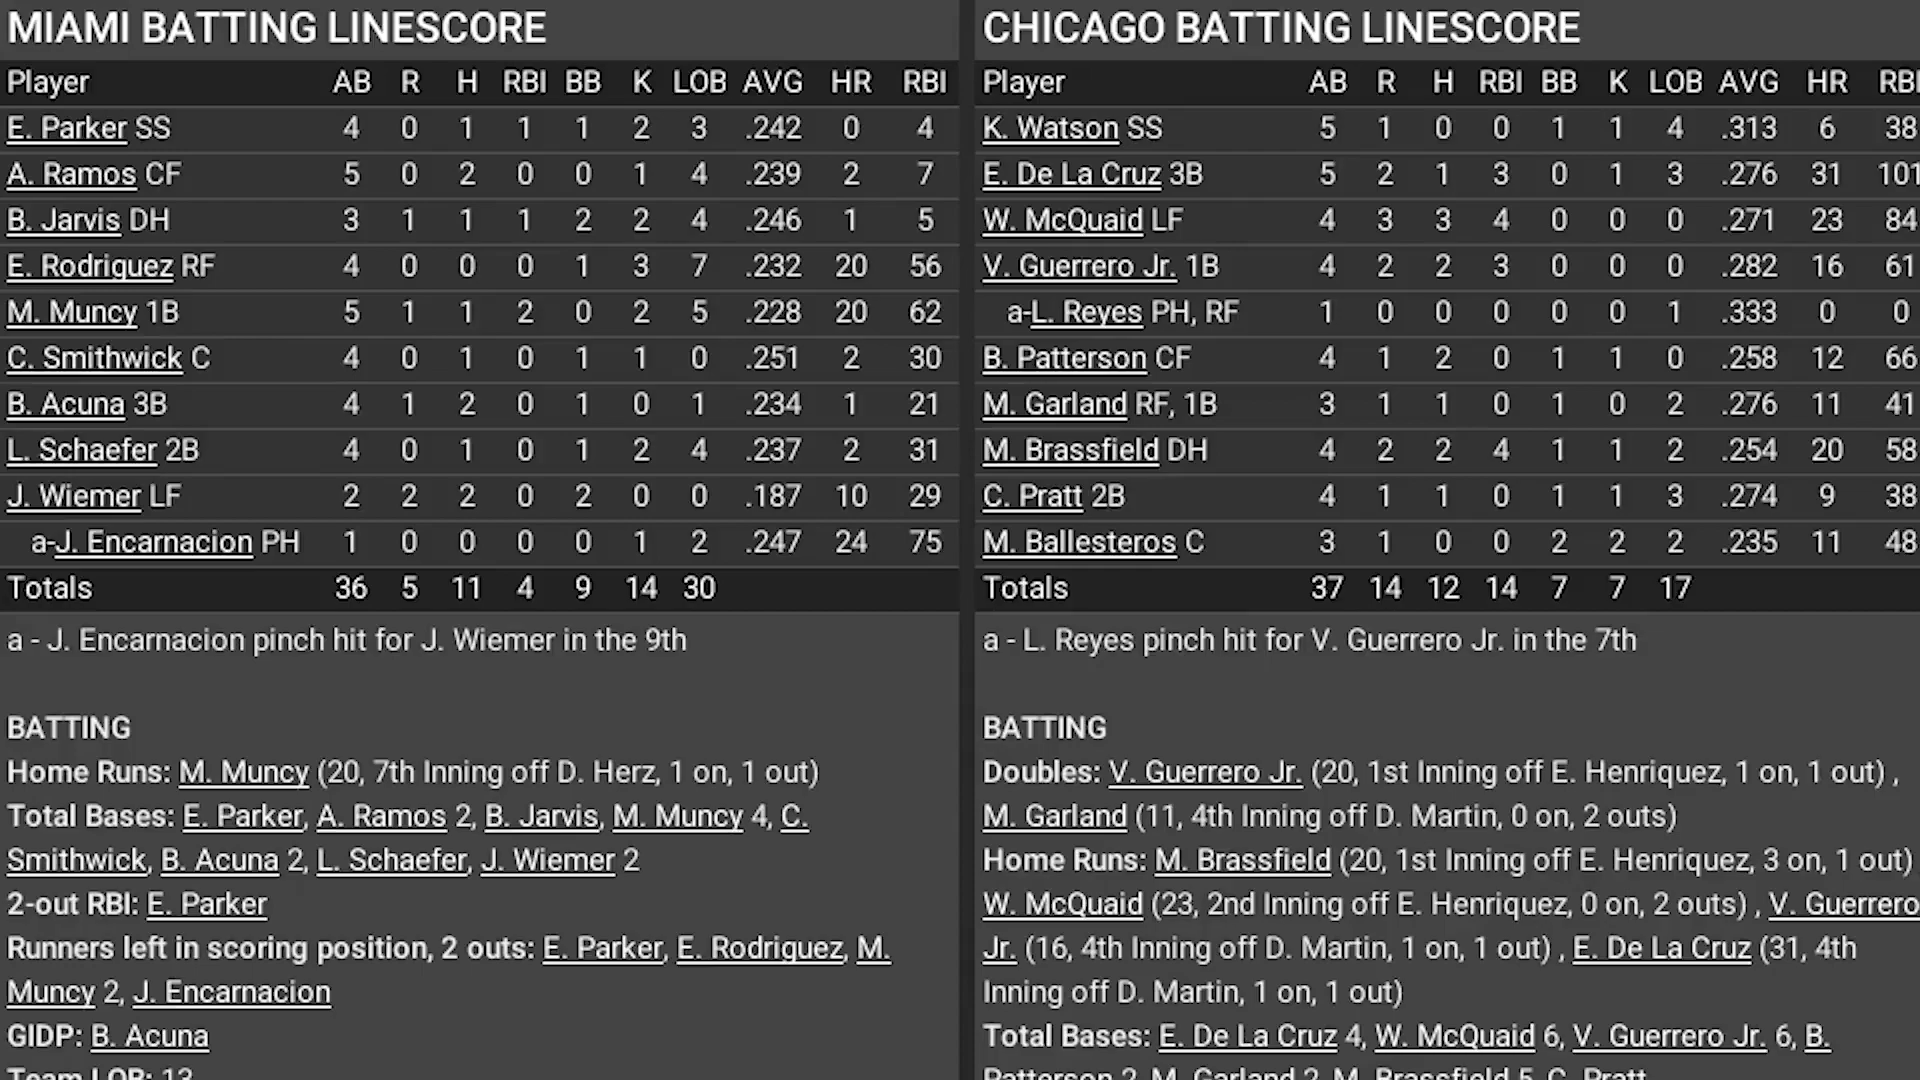 MIAMI BATTING LINESCORE
Player AB R H RBI BB K LOB AVG HR RBI
E. Parker SS 4 0 1 1 1 2 3 .242 0 4
A. Ramos CF 5 0 2 0 0 1 4 .239 2 7
B. Jarvis DH 3 1 1 1 2 2 4 .246 1 5
E. Rodriguez RF 4 0 0 0 1 3 7 .232 20 56
M. Muncy 1B 5 1 1 2 0 2 5 .228 20 62
C. Smithwick C 4 0 1 0 1 1 0 .251 2 30
B. Acuna 3B 4 1 2 0 1 0 1 .234 1 21
L. Schaefer 2B 4 0 1 0 1 2 4 .237 2 31
J. Wiemer LF 2 2 2 0 2 0 0 .187 10 29
a-J. Encarnacion PH 1 0 0 0 0 1 2 .247 24 75
Totals 36 5 11 4 9 14 30
a - J. Encarnacion pinch hit for J. Wiemer in the 9th
BATTING
Home Runs: M. Muncy (20, 7th Inning off D. Herz, 1 on, 1 out)
Total Bases: E. Parker, A. Ramos 2, B. Jarvis, M. Muncy 4, C.
Smithwick, B. Acuna 2, L. Schaefer, J. Wiemer 2
2-out RBI: E. Parker
Runners left in scoring position, 2 outs: E. Parker, E. Rodriguez, M.
Muncy 2, J. Encarnacion
GIDP: B. Acuna
Team LOB: 13
CHICAGO BATTING LINESCORE
Player AB R H RBI BB K LOB AVG HR RBI
K. Watson SS 5 1 0 0 1 1 4 .313 6 38
E. De La Cruz 3B 5 2 1 3 0 1 3 .276 31 101
W. McQuaid LF 4 3 3 4 0 0 0 .271 23 84
V. Guerrero Jr. 1B 4 2 2 3 0 0 0 .282 16 61
a-L. Reyes PH, RF 1 0 0 0 0 0 1 .333 0 0
B. Patterson CF 4 1 2 0 1 1 0 .258 12 66
M. Garland RF, 1B 3 1 1 0 1 0 2 .276 11 41
M. Brassfield DH 4 2 2 4 1 1 2 .254 20 58
C. Pratt 2B 4 1 1 0 1 1 3 .274 9 38
M. Ballesteros C 3 1 0 0 2 2 2 .235 11 48
Totals 37 14 12 14 7 7 17
a - L. Reyes pinch hit for V. Guerrero Jr. in the 7th
BATTING
Doubles: V. Guerrero Jr. (20, 1st Inning off E. Henriquez, 1 on, 1 out) ,
M. Garland (11, 4th Inning off D. Martin, 0 on, 2 outs)
Home Runs: M. Brassfield (20, 1st Inning off E. Henriquez, 3 on, 1 out)
W. McQuaid (23, 2nd Inning off E. Henriquez, 0 on, 2 outs) , V. Guerrero
Jr. (16, 4th Inning off D. Martin, 1 on, 1 out) , E. De La Cruz (31, 4th
Inning off D. Martin, 1 on, 1 out)
Total Bases: E. De La Cruz 4, W. McQuaid 6, V. Guerrero Jr. 6, B.
Patterson 2, M. Garland 2, M. Brassfield 5, C. Pratt